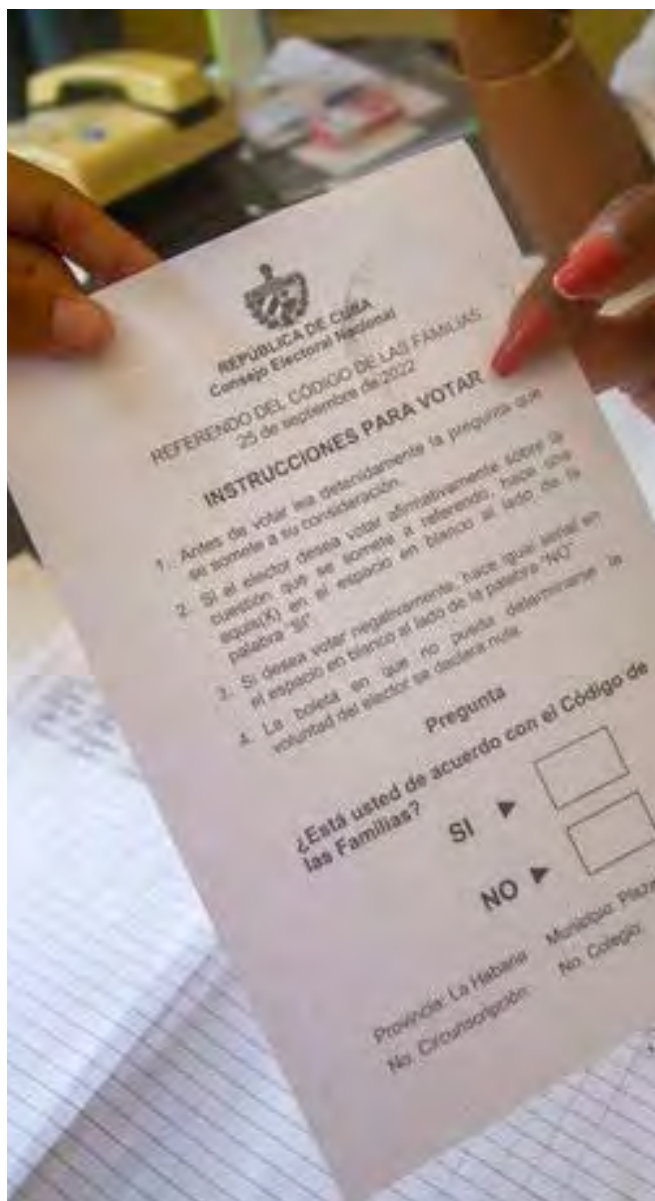 REPÚBLICA DE CUBA
Consejo Electoral Nacional
REFERENDO DEL CÓDIGO DE LAS FAMILIAS
25 de septiembre de 2022
INSTRUCCIONES PARA VOTAR
1. Antes de votar lea detenidamente la pregunta que
se somete a su consideración.
2. Si el elector desea votar afirmativamente sobre la
cuestión que se somete a referendo, hace una
equis(X) en el espacio en blanco al lado de la
palabra "SI"
3. Si desea votar negativamente, hace igual señal en
el espacio en blanco al lado de la palabra "NO"
4. La boleta en que no pueda determinarse la
voluntad del elector se declara nula.
Pregunta
¿Está usted de acuerdo con el Código de
las Familias?
SI ►
NO ►
Provincia: La Habana Municipio: Plaza
No. Circunscripción: No. Colegio: